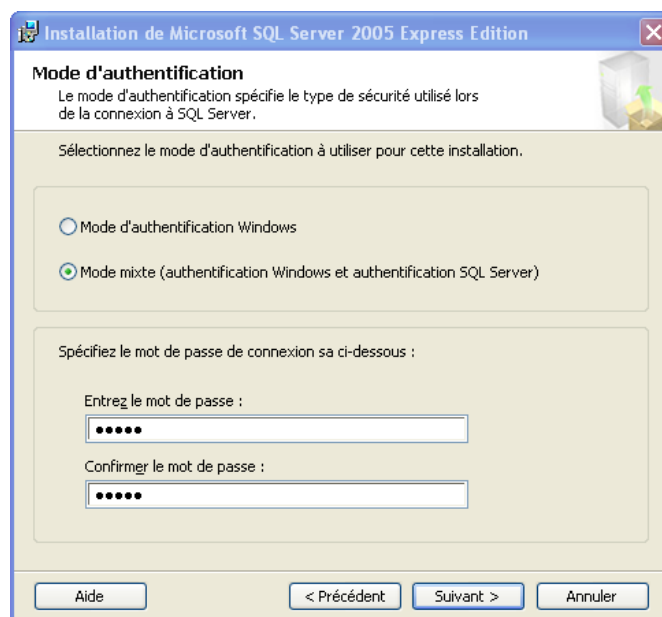 Installation de Microsoft SQL Server 2005 Express Edition
Mode d'authentification
Le mode d'authentification spécifie le type de sécurité utilisé lors
de la connexion à SQL Server.
Sélectionnez le mode d'authentification à utiliser pour cette installation.
Mode d'authentification Windows
Mode mixte (authentification Windows et authentification SQL Server)
Spécifiez le mot de passe de connexion sa ci-dessous :
Entrez le mot de passe :
•••••
Confirmer le mot de passe :
•••••
Aide
< Précédent
Suivant >
Annuler